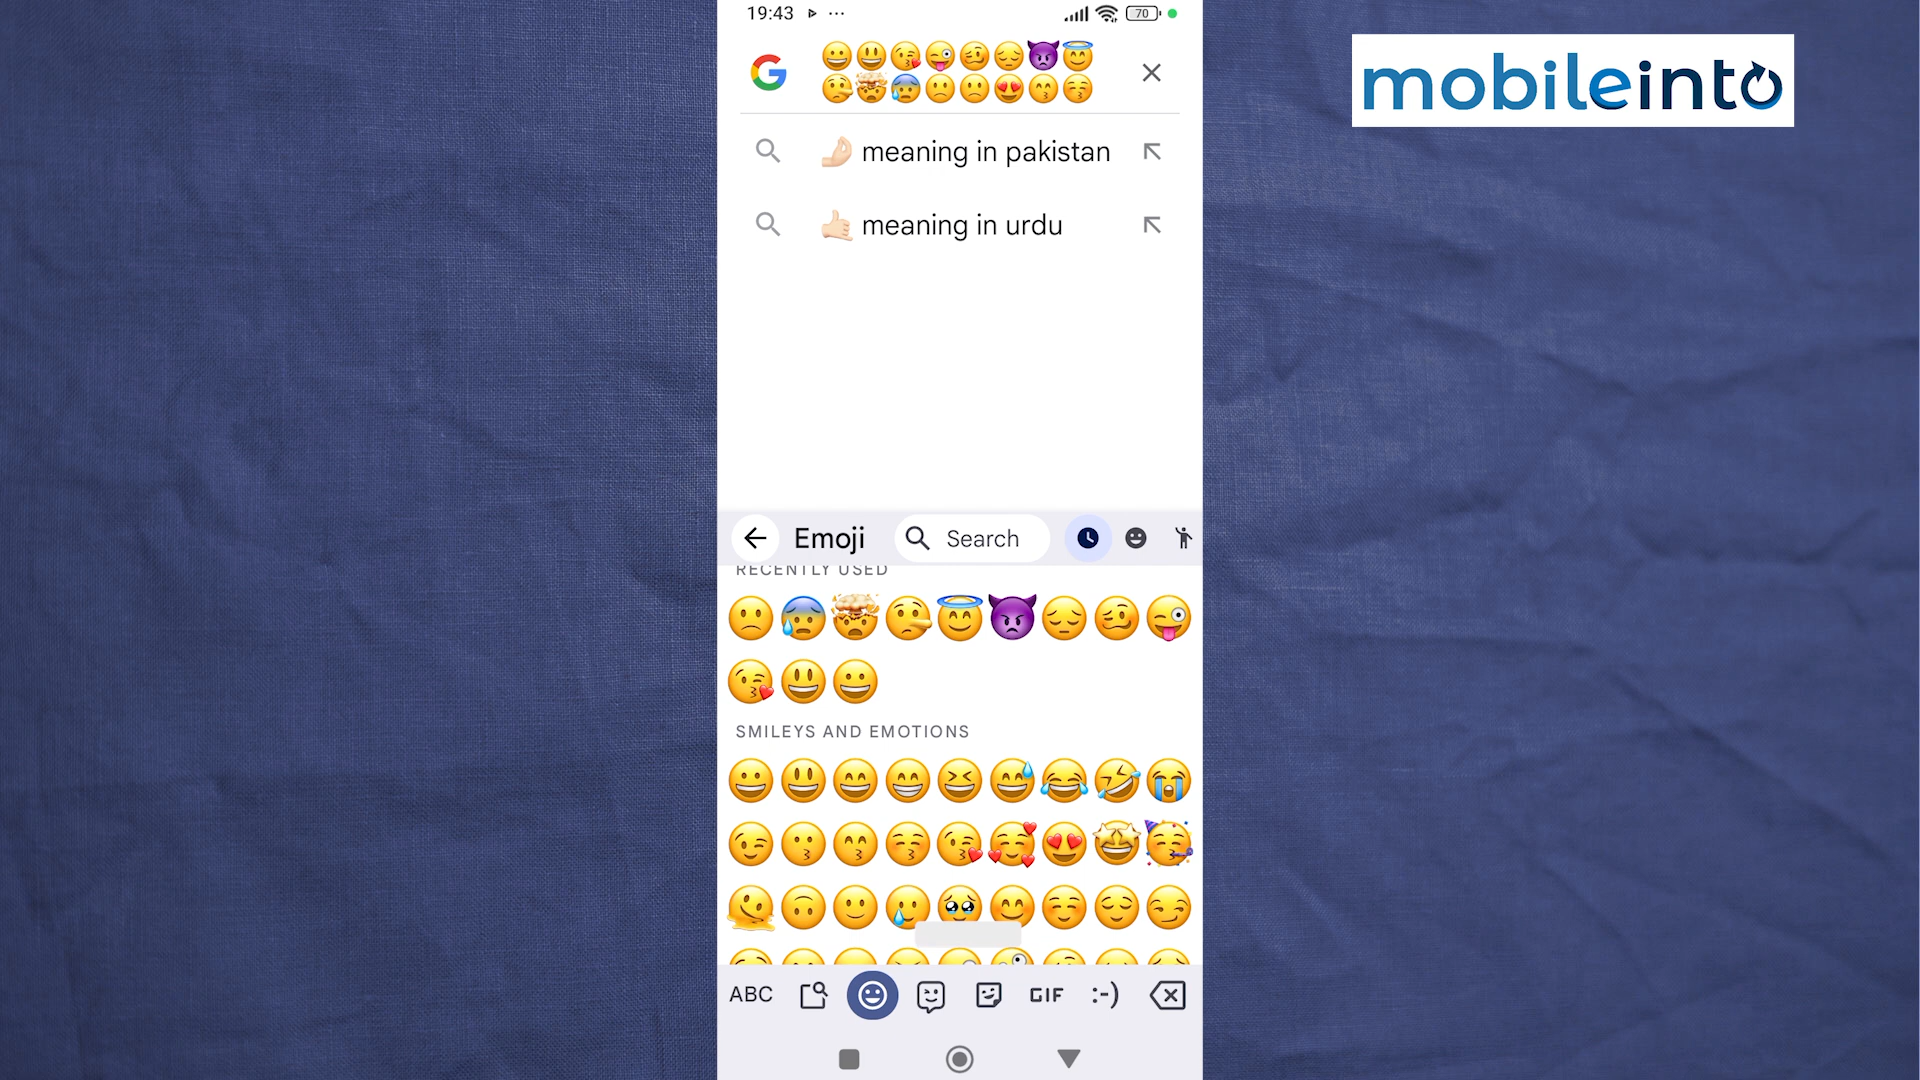 19:43
70
mobileinto
😀😃😘😜🥴😔👿😇
🤥🤯😰🙁🙁😍😙😚
🤌🏻 meaning in pakistan
🤙🏻 meaning in urdu
Emoji
Search
RECENTLY USED
SMILEYS AND EMOTIONS
ABC
GIF
:-)